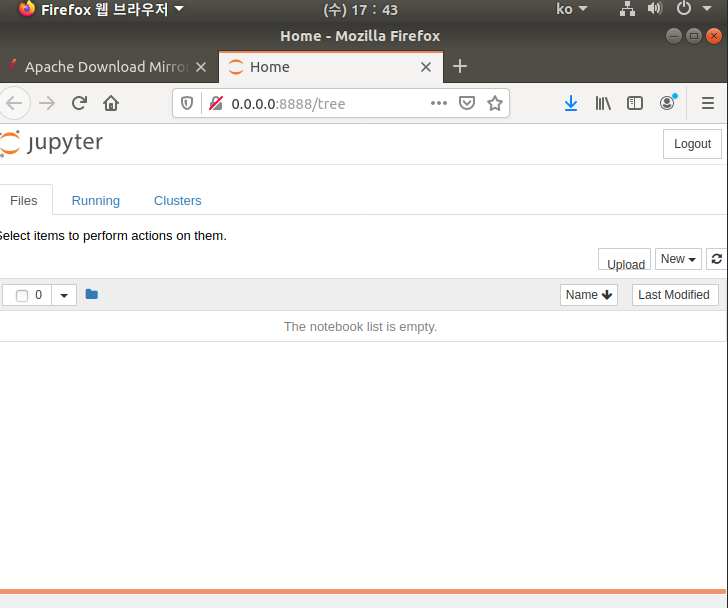 Firefox 웹 브라우저 (수) 17 : 43 ko
Home - Mozilla Firefox
Apache Download Mirro Home
0.0.0.0:8888/tree
jupyter Logout
Files Running Clusters
Select items to perform actions on them.
Upload New
0 Name Last Modified
The notebook list is empty.